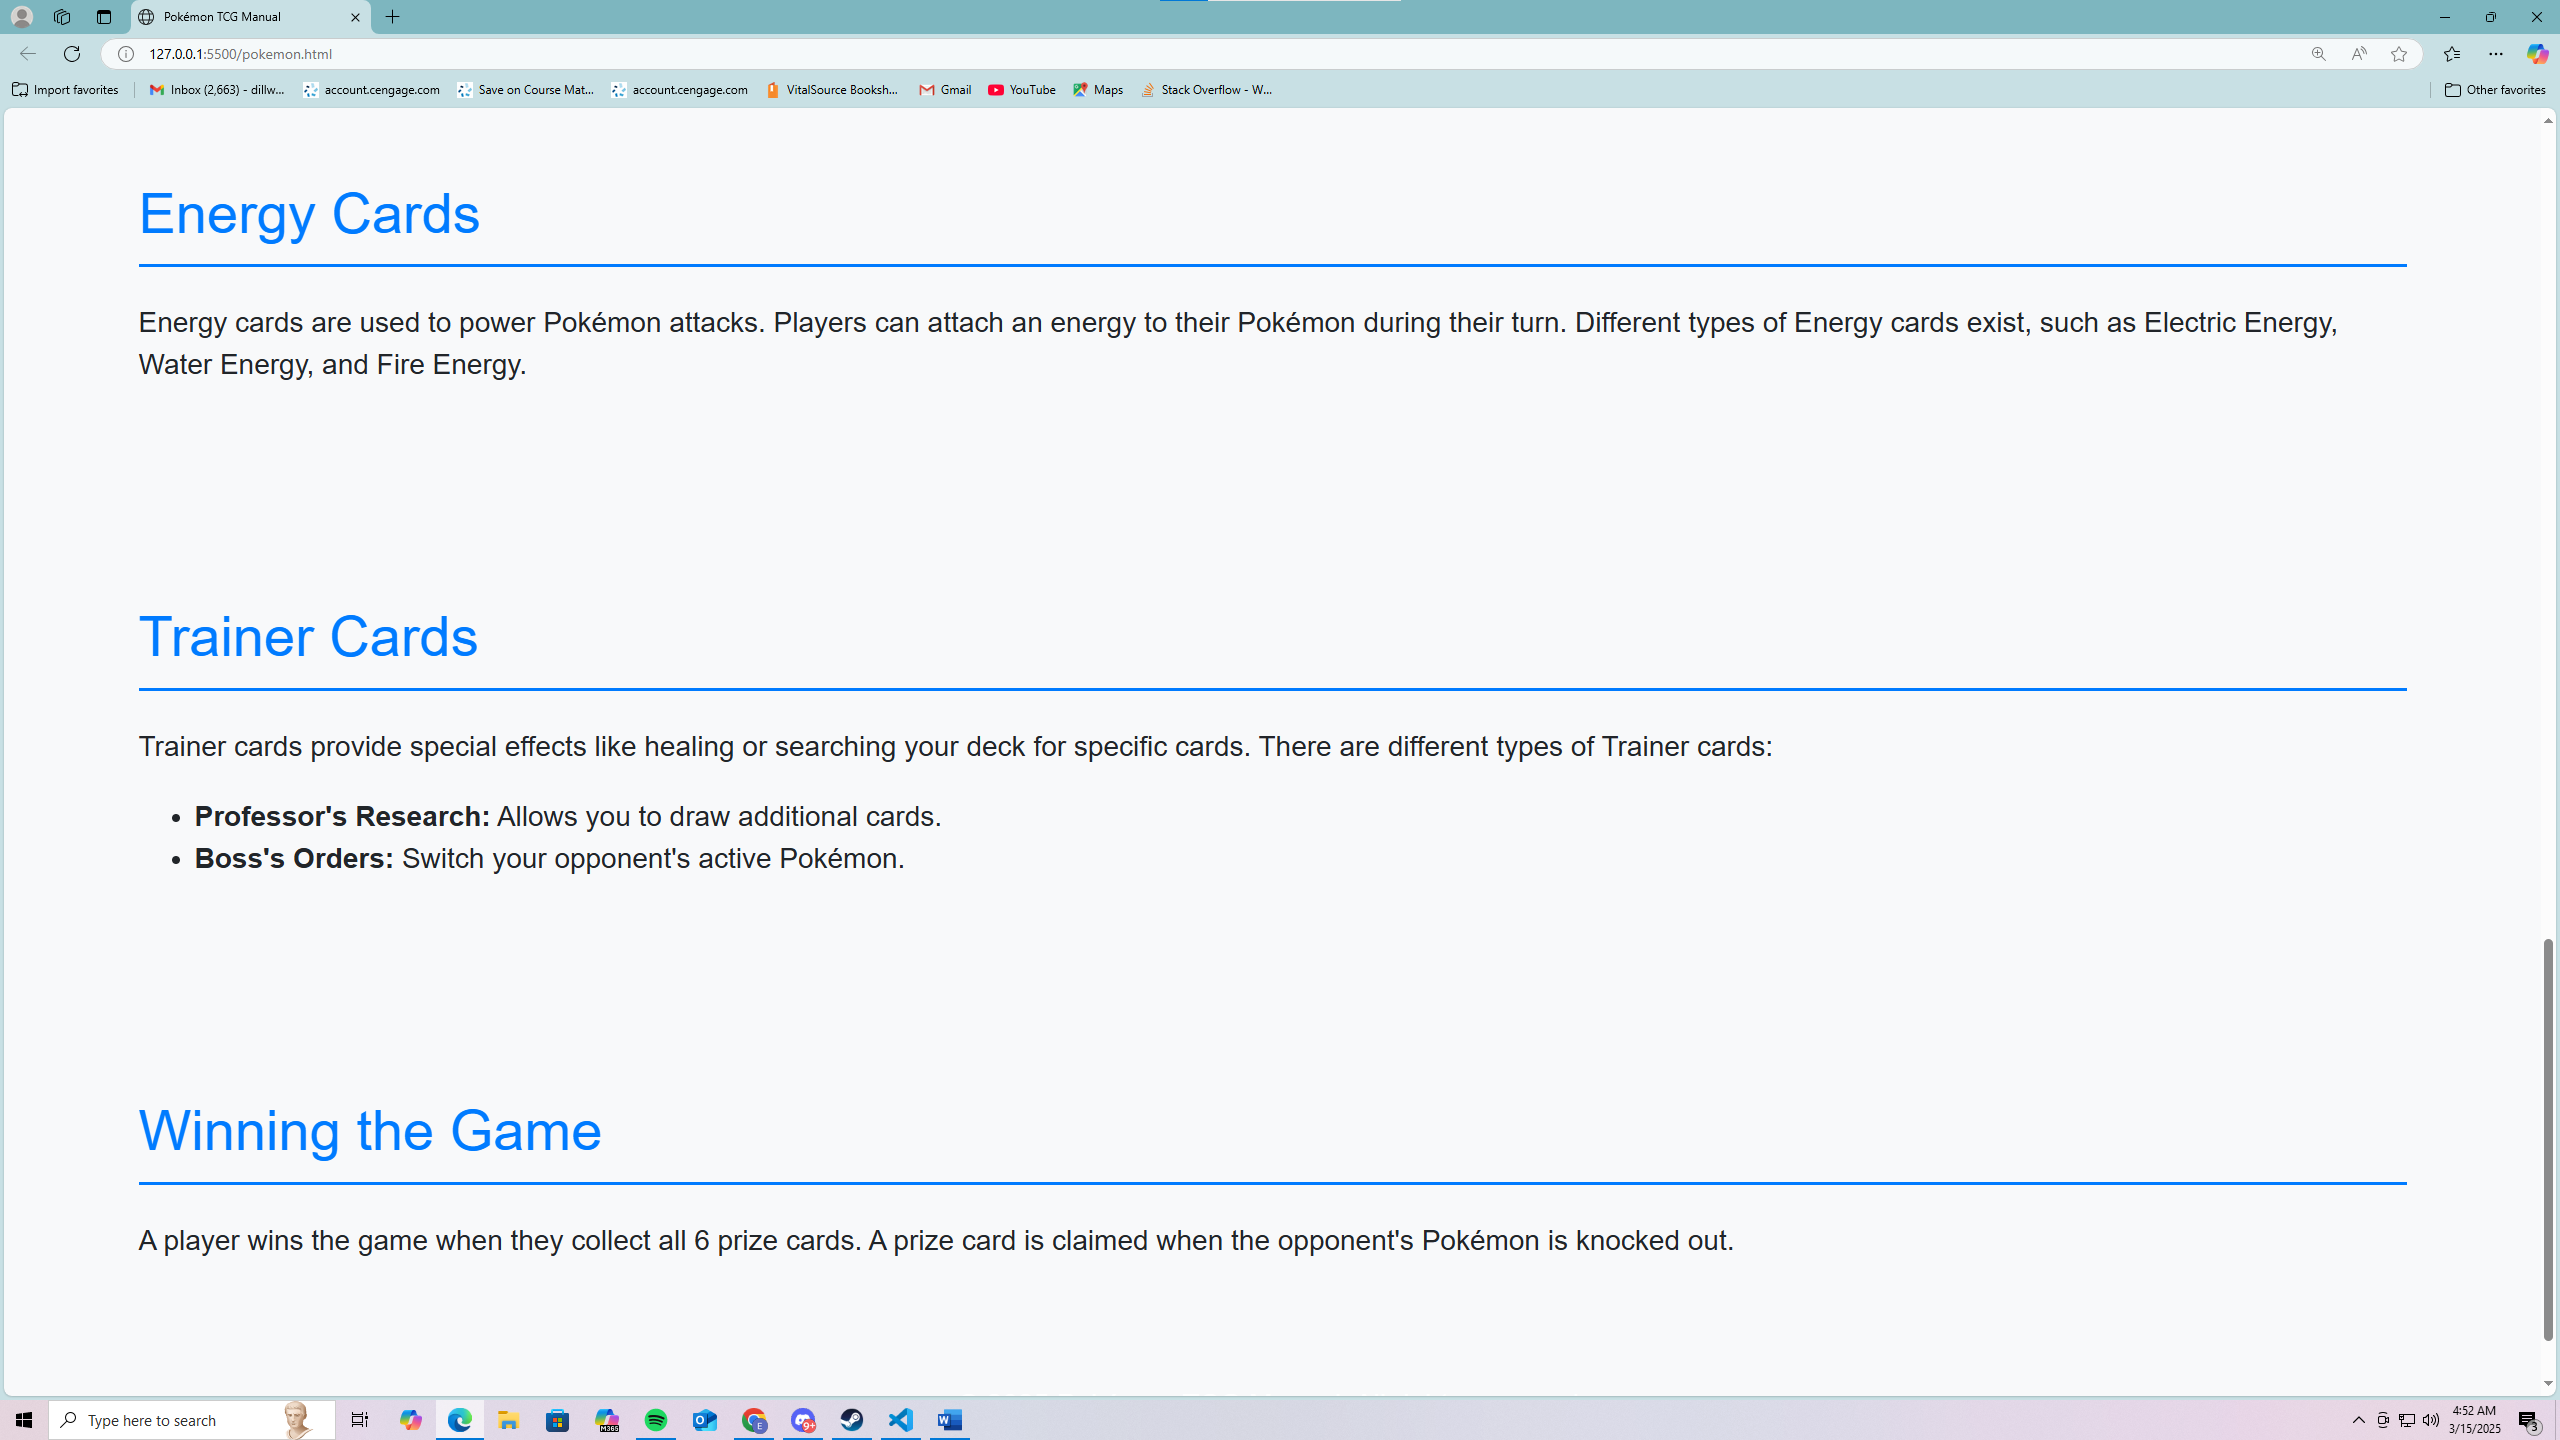 Pokémon TCG Manual
127.0.0.1:5500/pokemon.html
Import favorites
Inbox (2,663) - dillw...
account.cengage.com
Save on Course Mat...
account.cengage.com
VitalSource Booksh...
Gmail
YouTube
Maps
Stack Overflow - W...
Other favorites
Energy Cards
Energy cards are used to power Pokémon attacks. Players can attach an energy to their Pokémon during their turn. Different types of Energy cards exist, such as Electric Energy,
Water Energy, and Fire Energy.
Trainer Cards
Trainer cards provide special effects like healing or searching your deck for specific cards. There are different types of Trainer cards:
• Professor's Research: Allows you to draw additional cards.
• Boss's Orders: Switch your opponent's active Pokémon.
Winning the Game
A player wins the game when they collect all 6 prize cards. A prize card is claimed when the opponent's Pokémon is knocked out.
Type here to search
M365
E
9+
4:52 AM
3/15/2025
3